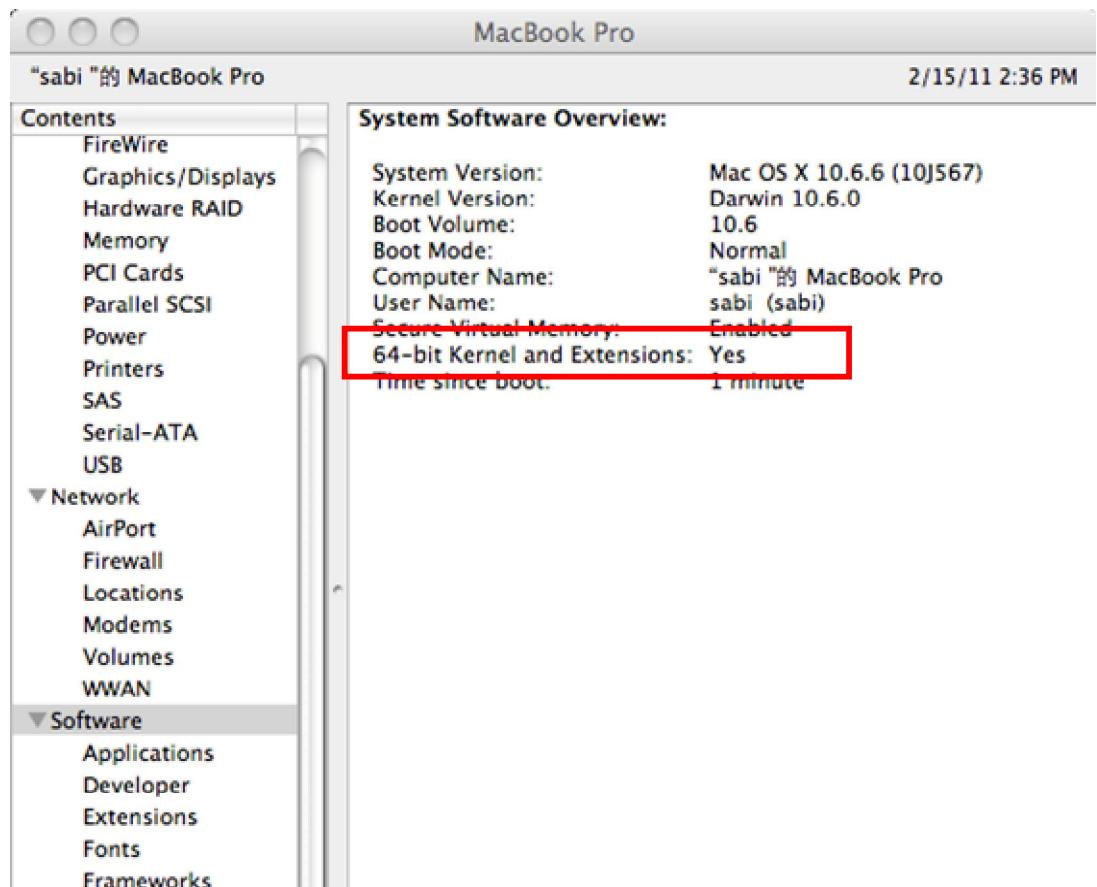 MacBook Pro
“sabi ”的 MacBook Pro
2/15/11 2:36 PM
Contents
FireWire
Graphics/Displays
Hardware RAID
Memory
PCI Cards
Parallel SCSI
Power
Printers
SAS
Serial-ATA
USB
Network
AirPort
Firewall
Locations
Modems
Volumes
WWAN
Software
Applications
Developer
Extensions
Fonts
Frameworks
System Software Overview:
System Version: Mac OS X 10.6.6 (10J567)
Kernel Version: Darwin 10.6.0
Boot Volume: 10.6
Boot Mode: Normal
Computer Name: “sabi ”的 MacBook Pro
User Name: sabi (sabi)
Secure Virtual Memory: Enabled
64-bit Kernel and Extensions: Yes
Time since boot: 1 minute